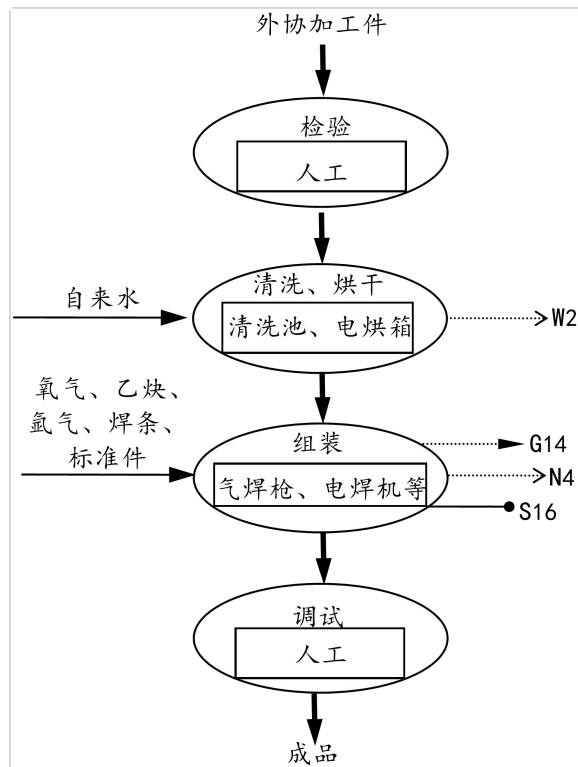 外协加工件
检验
人工
清洗、烘干
自来水
清洗池、电烘箱
W2
氧气、乙炔、
氩气、焊条、
标准件
组装
G14
气焊枪、电焊机等
N4
S16
调试
人工
成品